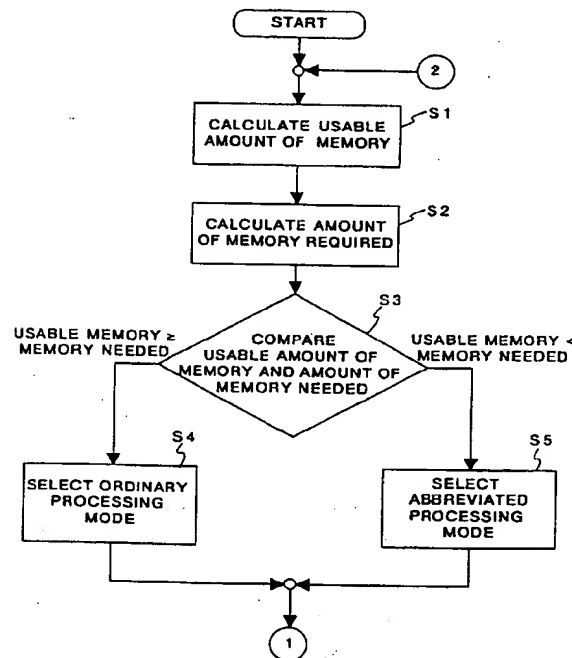 START
2
S1
CALCULATE USABLE
AMOUNT OF MEMORY
S2
CALCULATE AMOUNT
OF MEMORY REQUIRED
S3
USABLE MEMORY ≥
MEMORY NEEDED
COMPARE
USABLE AMOUNT OF
MEMORY AND AMOUNT OF
MEMORY NEEDED
USABLE MEMORY <
MEMORY NEEDED
S4
SELECT ORDINARY
PROCESSING
MODE
S5
SELECT
ABBREVIATED
PROCESSING
MODE
1